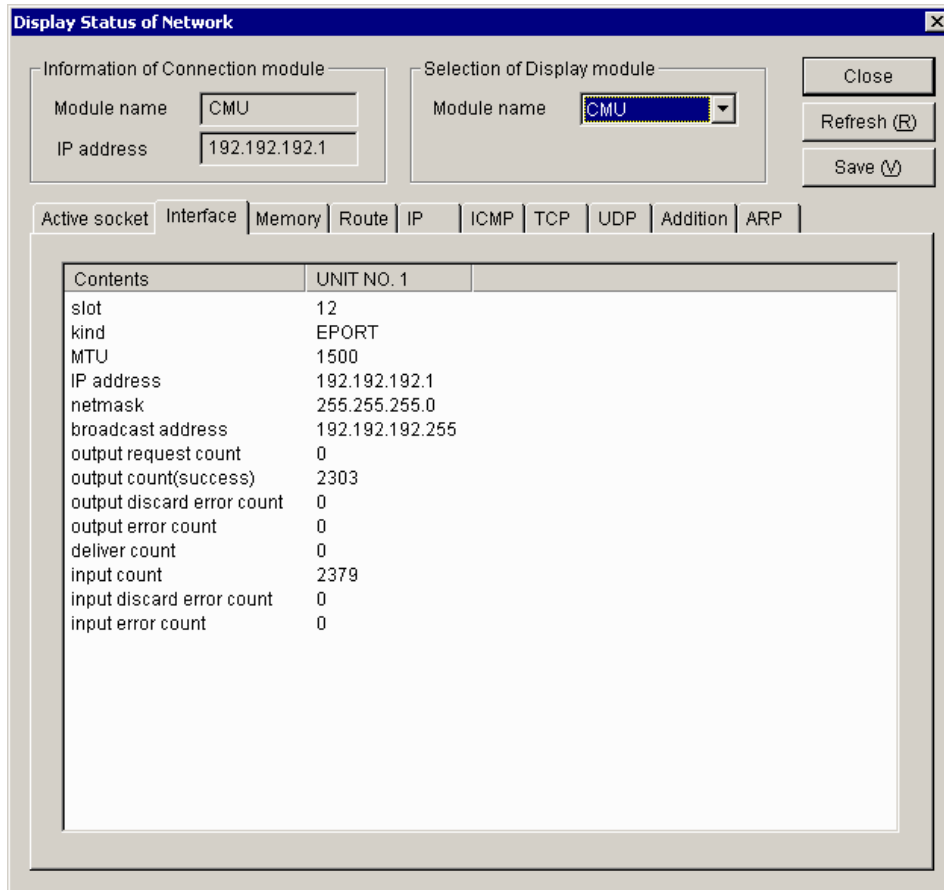 Display Status of Network
Information of Connection module
Module name CMU
IP address 192.192.192.1
Selection of Display module
Module name CMU
Close
Refresh (R)
Save (V)
Active socket Interface Memory Route IP ICMP TCP UDP Addition ARP
Contents UNIT NO. 1
slot 12
kind EPORT
MTU 1500
IP address 192.192.192.1
netmask 255.255.255.0
broadcast address 192.192.192.255
output request count 0
output count(success) 2303
output discard error count 0
output error count 0
deliver count 0
input count 2379
input discard error count 0
input error count 0